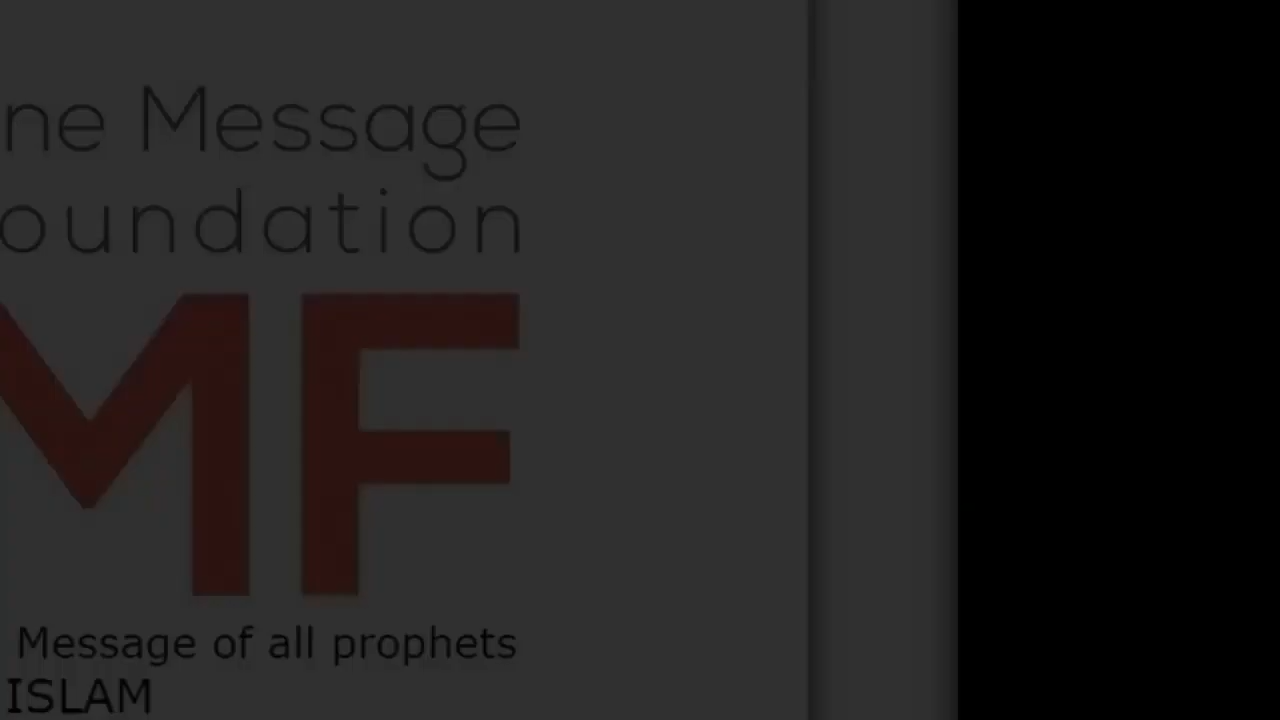 ne Message
oundation
MF
Message of all prophets
ISLAM